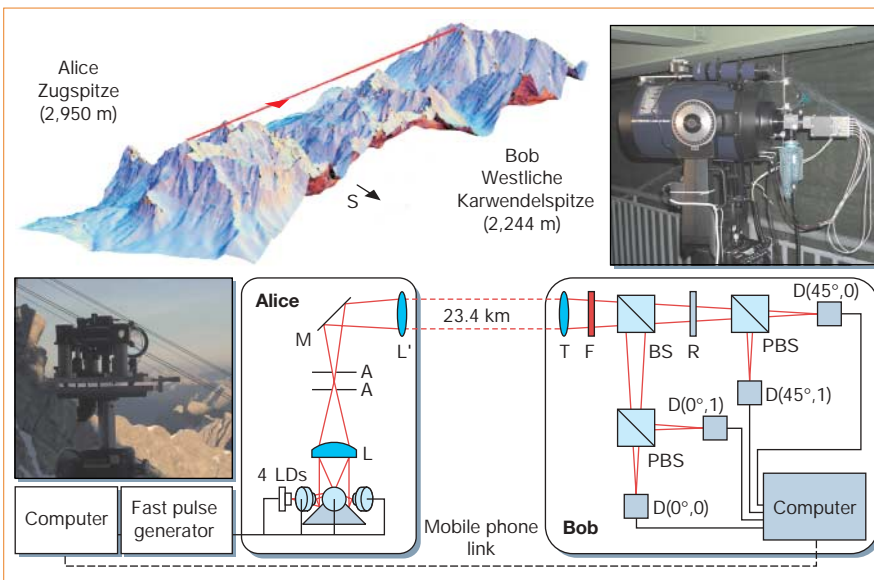 Alice
Zugspitze
(2,950 m)
Bob
Westliche
Karwendelspitze
(2,244 m)
S
Alice
M
L'
A
A
L
4 LDs
Computer
Fast pulse
generator
23.4 km
Mobile phone
link
T
F
BS
R
PBS
D(45°,0)
D(45°,1)
D(0°,1)
PBS
D(0°,0)
Bob
Computer